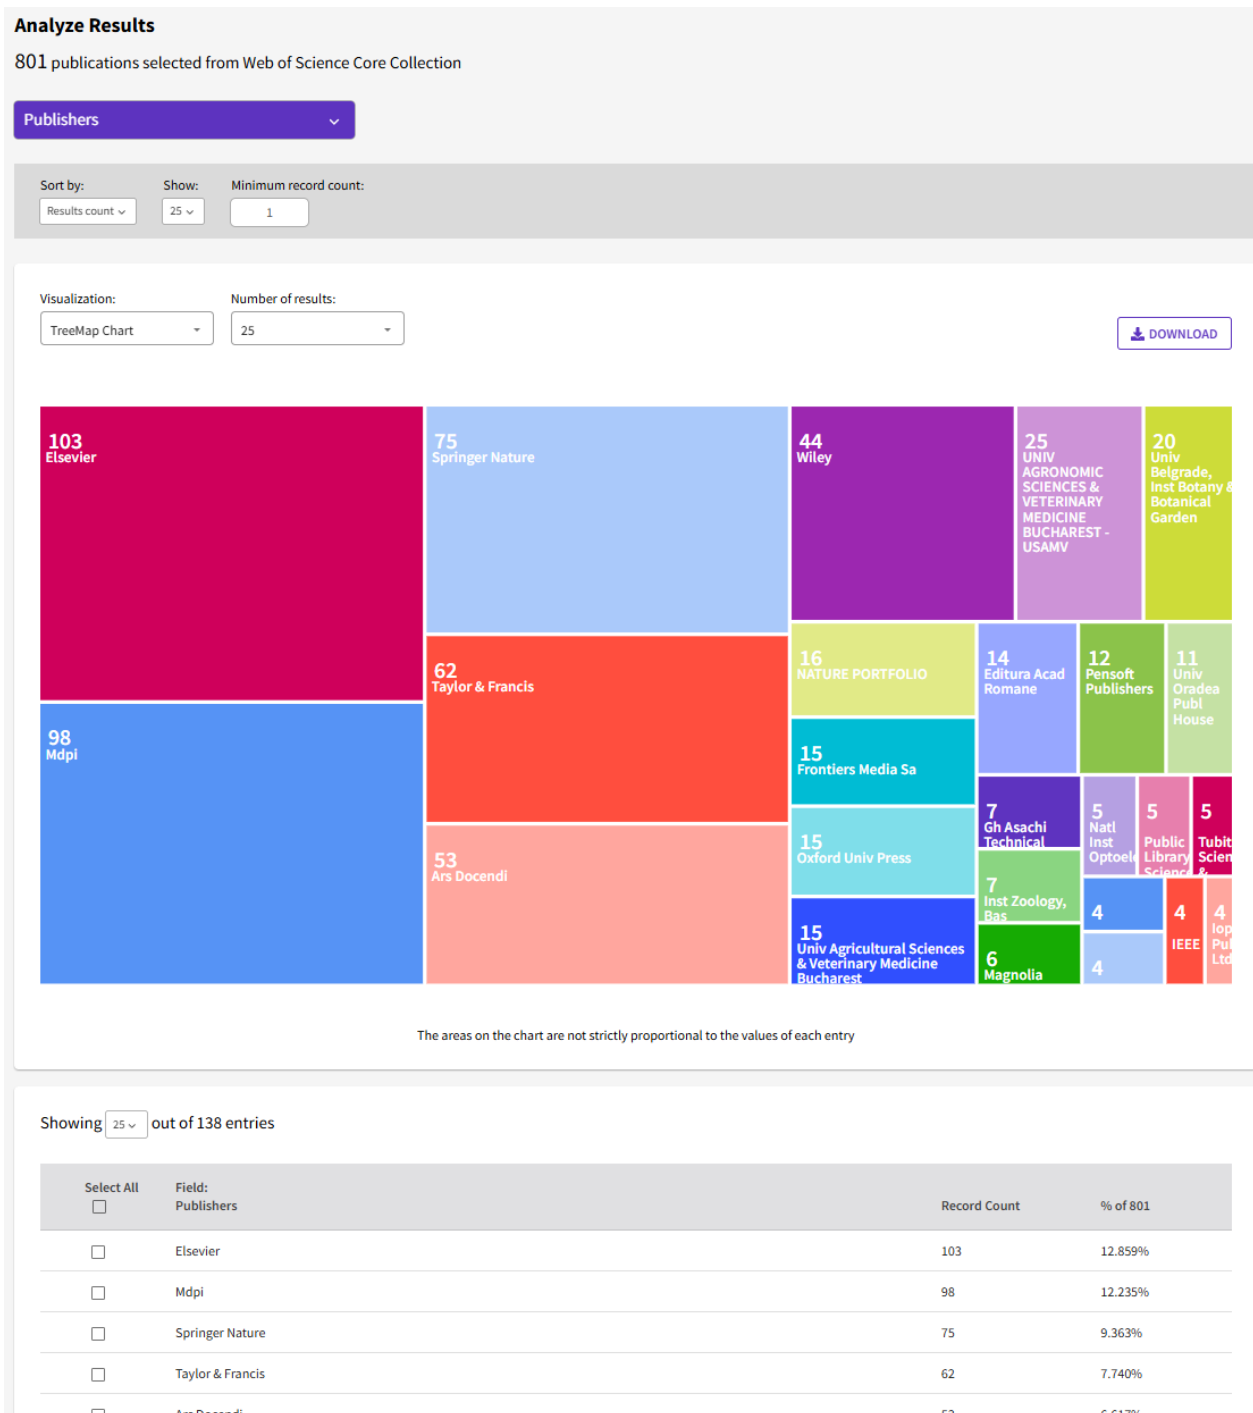 Analyze Results
801 publications selected from Web of Science Core Collection
Publishers
Sort by: Show: Minimum record count:
Results count 25 1
Visualization: Number of results:
TreeMap Chart 25
DOWNLOAD
103
Elsevier
98
Mdpi
75
Springer Nature
62
Taylor & Francis
53
Ars Docendi
44
Wiley
25
UNIV
AGRONOMIC
SCIENCES &
VETERINARY
MEDICINE
BUCHAREST -
USAMV
20
Univ
Belgrade,
Inst Botany &
Botanical
Garden
16
NATURE PORTFOLIO
15
Frontiers Media Sa
15
Oxford Univ Press
15
Univ Agricultural Sciences
& Veterinary Medicine
Bucharest
14
Editura Acad
Romane
12
Pensoft
Publishers
11
Univ
Oradea
Publ
House
7
Gh Asachi
Technical
7
Inst Zoology,
Bas
6
Magnolia
5
Natl
Inst
Optoel
5
Public
Library
Science
5
Tubit
Scien
&
4
4
4
IEEE
4
Iop
Pul
Ltd
The areas on the chart are not strictly proportional to the values of each entry
Showing 25 out of 138 entries
Select All Field:
Publishers Record Count % of 801
Elsevier 103 12.859%
Mdpi 98 12.235%
Springer Nature 75 9.363%
Taylor & Francis 62 7.740%